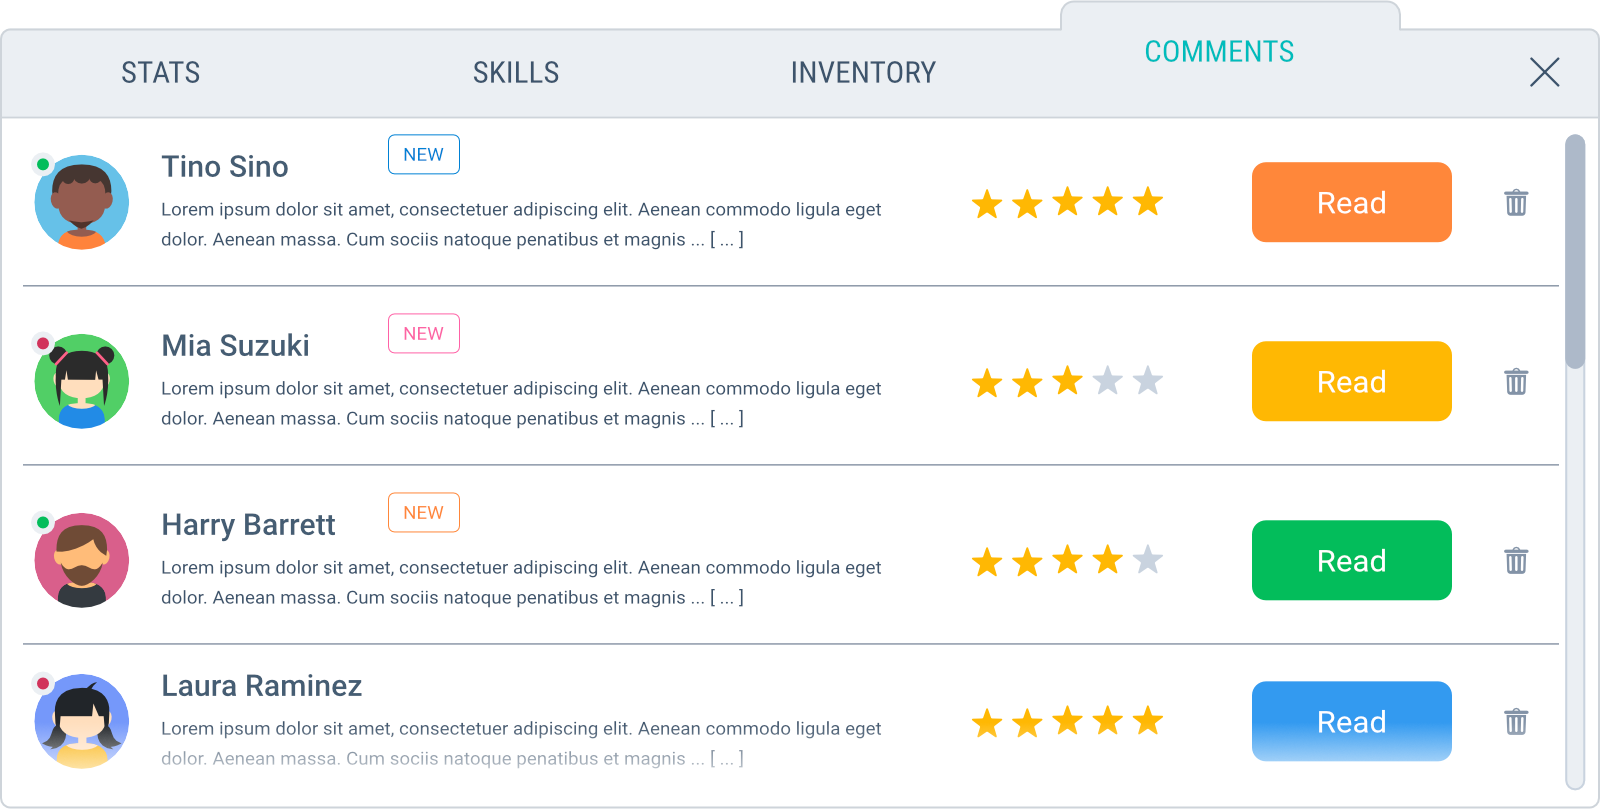 STATS
SKILLS
INVENTORY
COMMENTS
Tino Sino
NEW
Lorem ipsum dolor sit amet, consectetuer adipiscing elit. Aenean commodo ligula eget
dolor. Aenean massa. Cum sociis natoque penatibus et magnis ... [ ... ]
Read
Mia Suzuki
NEW
Lorem ipsum dolor sit amet, consectetuer adipiscing elit. Aenean commodo ligula eget
dolor. Aenean massa. Cum sociis natoque penatibus et magnis ... [ ... ]
Read
Harry Barrett
NEW
Lorem ipsum dolor sit amet, consectetuer adipiscing elit. Aenean commodo ligula eget
dolor. Aenean massa. Cum sociis natoque penatibus et magnis ... [ ... ]
Read
Laura Raminez
Lorem ipsum dolor sit amet, consectetuer adipiscing elit. Aenean commodo ligula eget
dolor. Aenean massa. Cum sociis natoque penatibus et magnis ... [ ... ]
Read